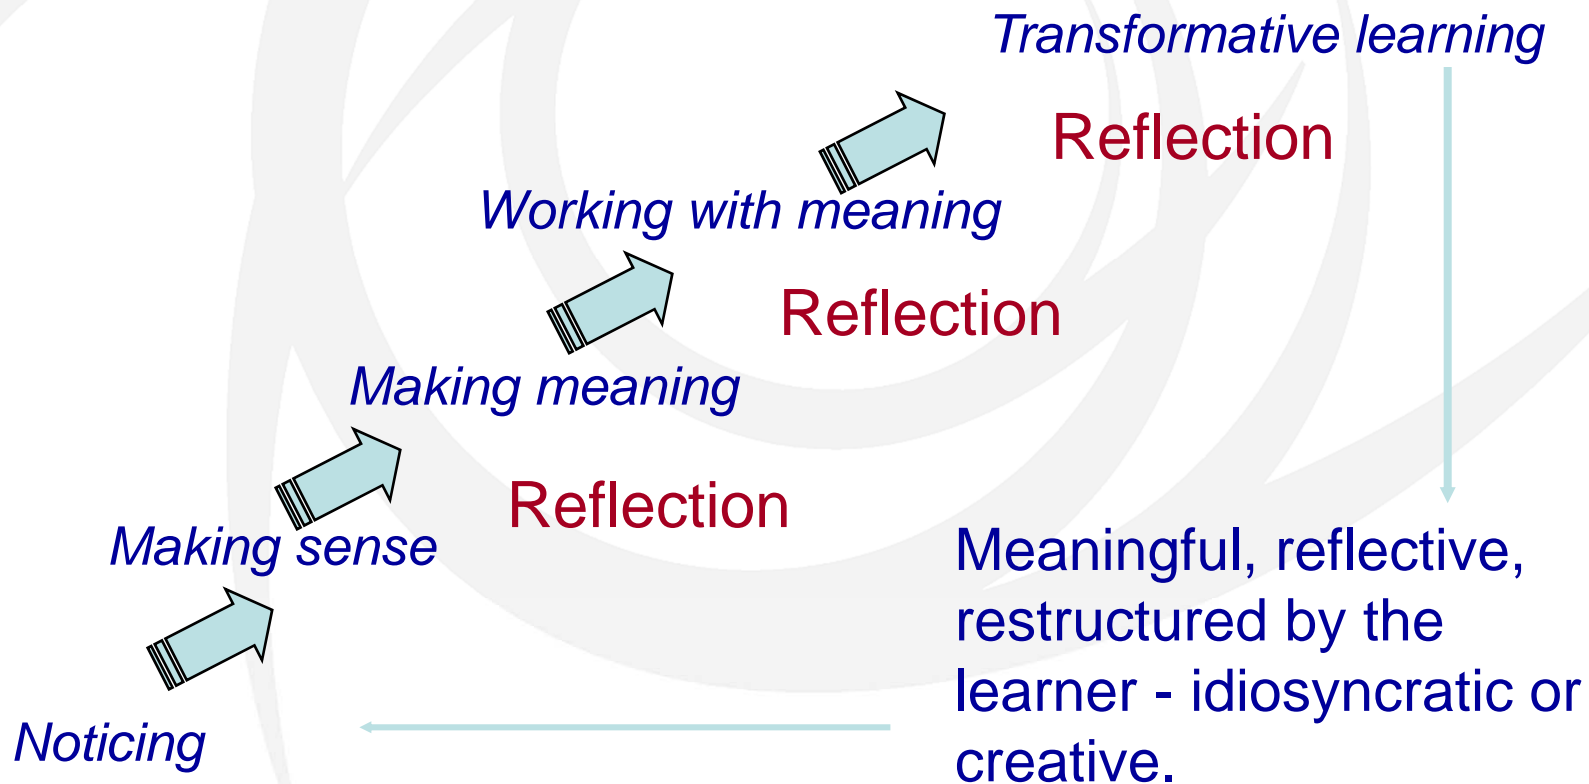 Transformative learning
Reflection
Working with meaning
Reflection
Making meaning
Reflection
Making sense
Meaningful, reflective,
restructured by the
learner - idiosyncratic or
creative.
Noticing